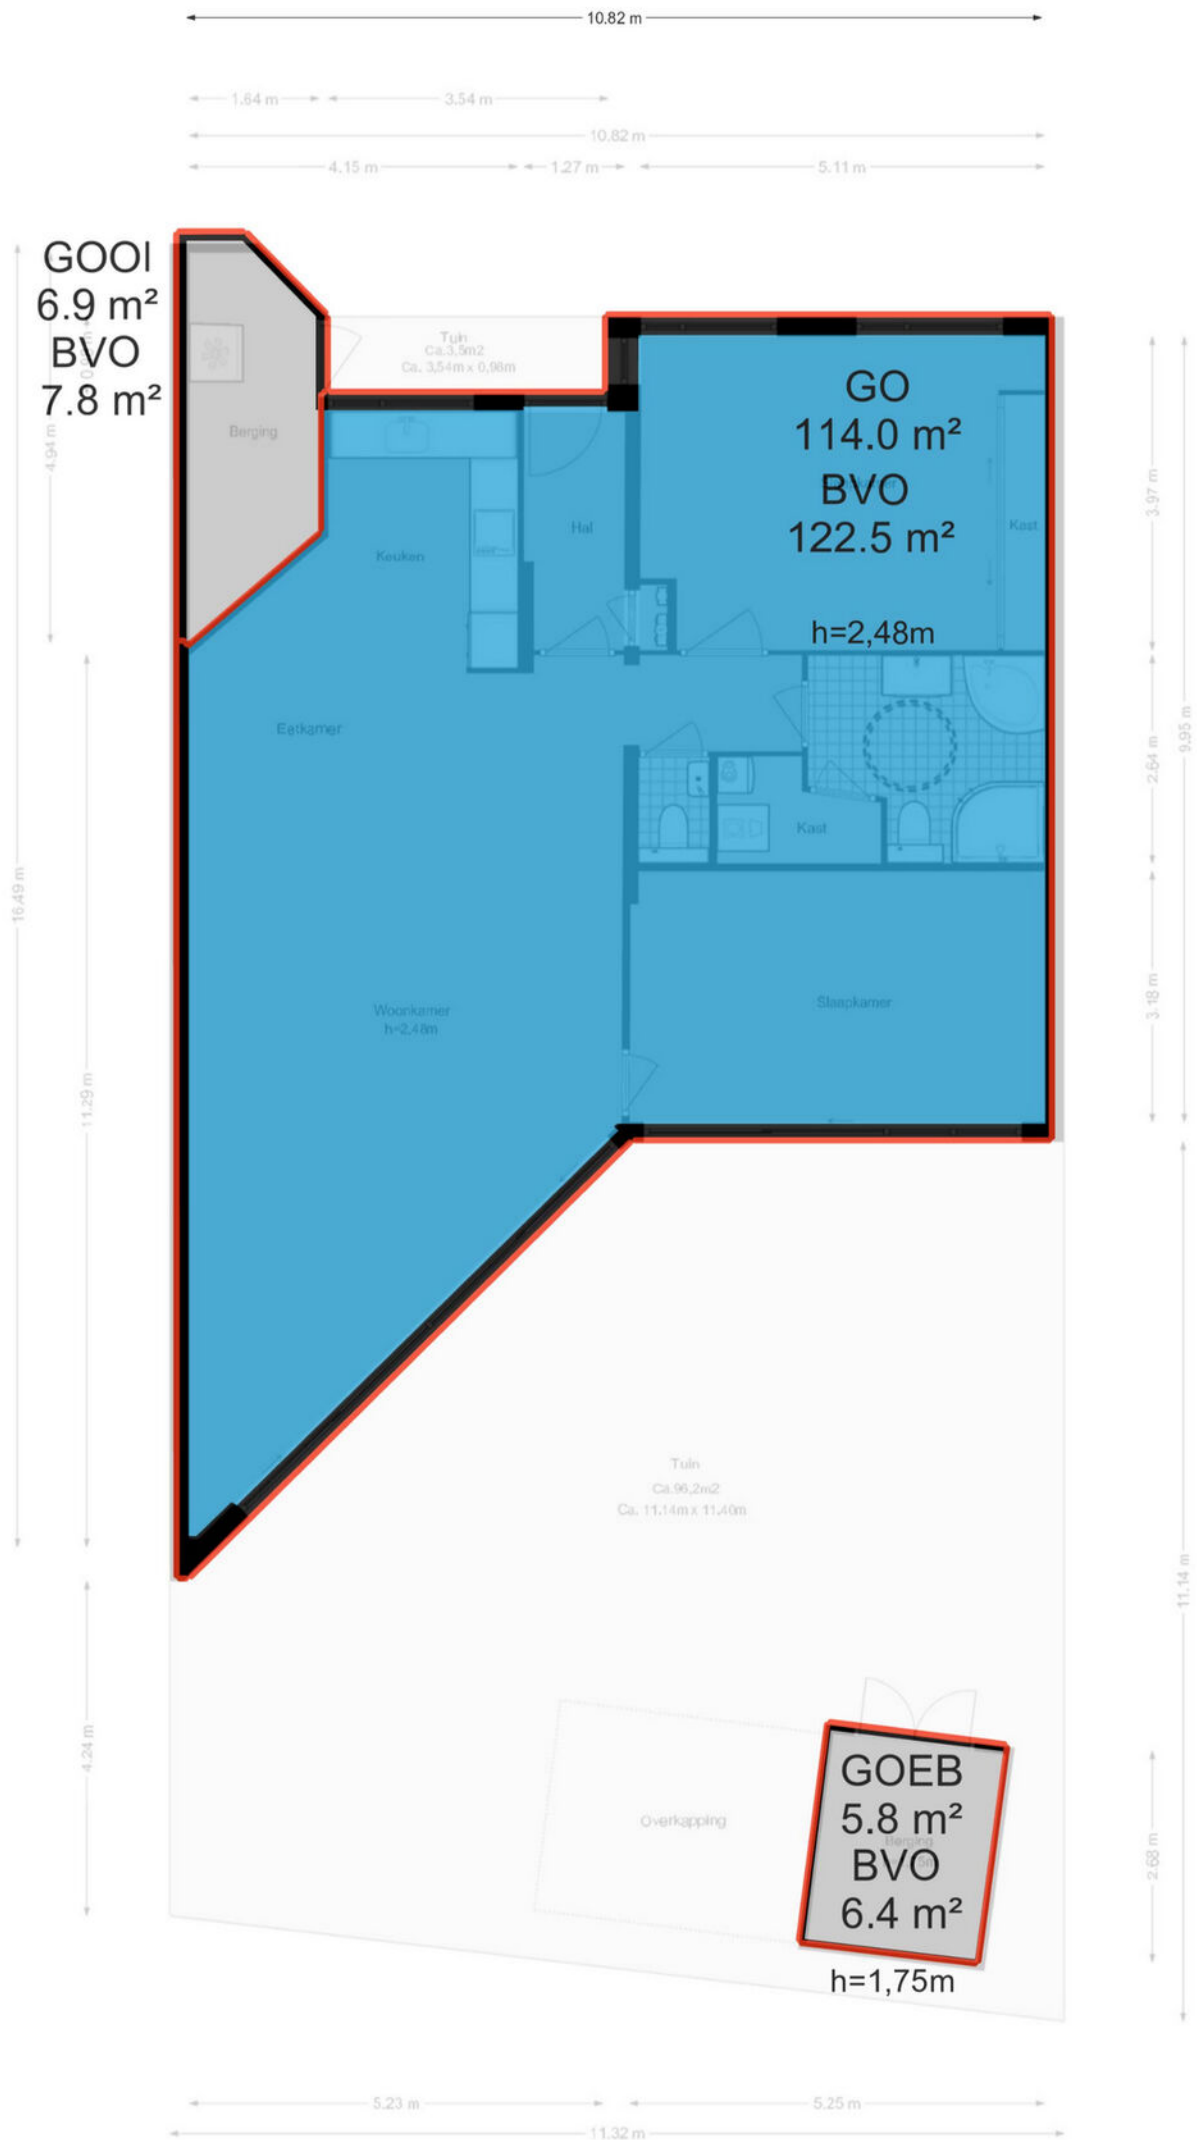 10.82 m
1.64 m
3.54 m
10.82 m
4.15 m
1.27 m
5.11 m
GOOI
6.9 m²
BVO
7.8 m²
Tuin
Ca.3,5m2
Ca. 3,54m x 0,98m
GO
114.0 m²
BVO
122.5 m²
h=2,48m
4.94 m
Berging
Keuken
Hal
Kast
3.97 m
Eetkamer
Kast
2.64 m
9.95 m
16.49 m
Woonkamer
h=2,48m
Slaapkamer
3.18 m
11.29 m
Tuin
Ca.96,2m2
Ca. 11.14m x 11.40m
11.14 m
4.24 m
Overkapping
GOEB
5.8 m²
Berging
BVO
6.4 m²
h=1,75m
2.68 m
5.23 m
5.25 m
11.32 m